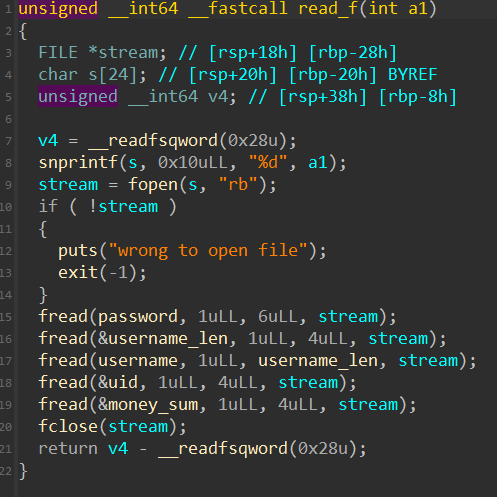 1 unsigned __int64 __fastcall read_f(int a1)
2 {
3 FILE *stream; // [rsp+18h] [rbp-28h]
4 char s[24]; // [rsp+20h] [rbp-20h] BYREF
5 unsigned __int64 v4; // [rsp+38h] [rbp-8h]
6
7 v4 = __readfsqword(0x28u);
8 snprintf(s, 0x10uLL, "%d", a1);
9 stream = fopen(s, "rb");
10 if ( !stream )
11 {
12 puts("wrong to open file");
13 exit(-1);
14 }
15 fread(password, 1uLL, 6uLL, stream);
16 fread(&username_len, 1uLL, 4uLL, stream);
17 fread(username, 1uLL, username_len, stream);
18 fread(&uid, 1uLL, 4uLL, stream);
19 fread(&money_sum, 1uLL, 4uLL, stream);
20 fclose(stream);
21 return v4 - __readfsqword(0x28u);
22 }